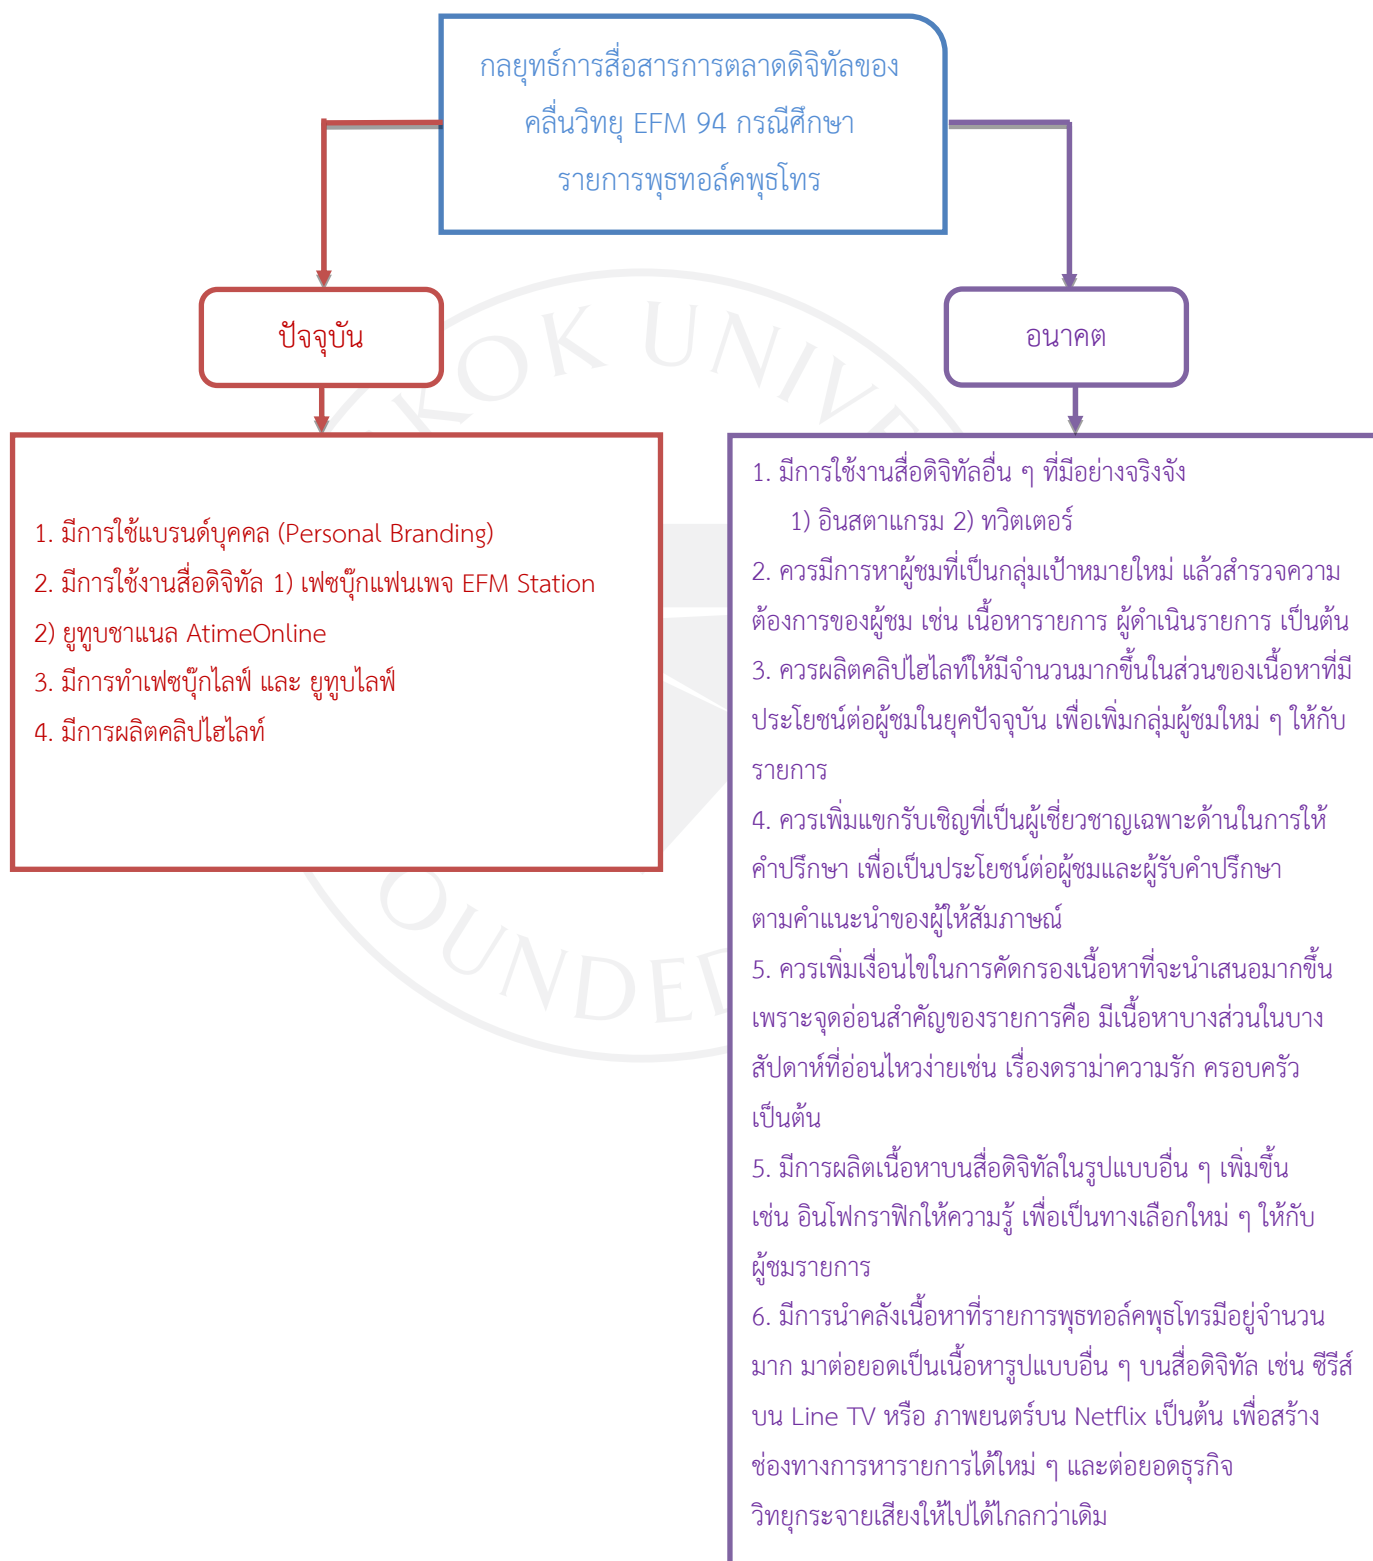 กลยุทธ์การสื่อสารการตลาดดิจิทัลของ
คลื่นวิทยุ EFM 94 กรณีศึกษา
รายการพุธทอล์คพุธโทร
ปัจจุบัน
อนาคต
1. มีการใช้แบรนด์บุคคล (Personal Branding)
2. มีการใช้งานสื่อดิจิทัล 1) เฟซบุ๊กแฟนเพจ EFM Station
2) ยูทูบชาแนล AtimeOnline
3. มีการทำเฟซบุ๊กไลฟ์ และ ยูทูบไลฟ์
4. มีการผลิตคลิปไฮไลท์
1. มีการใช้งานสื่อดิจิทัลอื่น ๆ ที่มีอย่างจริงจัง
1) อินสตาแกรม 2) ทวิตเตอร์
2. ควรมีการหาผู้ชมที่เป็นกลุ่มเป้าหมายใหม่ แล้วสำรวจความ
ต้องการของผู้ชม เช่น เนื้อหารายการ ผู้ดำเนินรายการ เป็นต้น
3. ควรผลิตคลิปไฮไลท์ให้มีจำนวนมากขึ้นในส่วนของเนื้อหาที่มี
ประโยชน์ต่อผู้ชมในยุคปัจจุบัน เพื่อเพิ่มกลุ่มผู้ชมใหม่ ๆ ให้กับ
รายการ
4. ควรเพิ่มแขกรับเชิญที่เป็นผู้เชี่ยวชาญเฉพาะด้านในการให้
คำปรึกษา เพื่อเป็นประโยชน์ต่อผู้ชมและผู้รับคำปรึกษา
ตามคำแนะนำของผู้ให้สัมภาษณ์
5. ควรเพิ่มเงื่อนไขในการคัดกรองเนื้อหาที่จะนำเสนอมากขึ้น
เพราะจุดอ่อนสำคัญของรายการคือ มีเนื้อหาบางส่วนในบาง
สัปดาห์ที่อ่อนไหวง่ายเช่น เรื่องดราม่าความรัก ครอบครัว
เป็นต้น
5. มีการผลิตเนื้อหาบนสื่อดิจิทัลในรูปแบบอื่น ๆ เพิ่มขึ้น
เช่น อินโฟกราฟิกให้ความรู้ เพื่อเป็นทางเลือกใหม่ ๆ ให้กับ
ผู้ชมรายการ
6. มีการนำคลังเนื้อหาที่รายการพุธทอล์คพุธโทรมีอยู่จำนวน
มาก มาต่อยอดเป็นเนื้อหารูปแบบอื่น ๆ บนสื่อดิจิทัล เช่น ซีรีส์
บน Line TV หรือ ภาพยนตร์บน Netflix เป็นต้น เพื่อสร้าง
ช่องทางการหารายการได้ใหม่ ๆ และต่อยอดธุรกิจ
วิทยุกระจายเสียงให้ไปได้ไกลกว่าเดิม